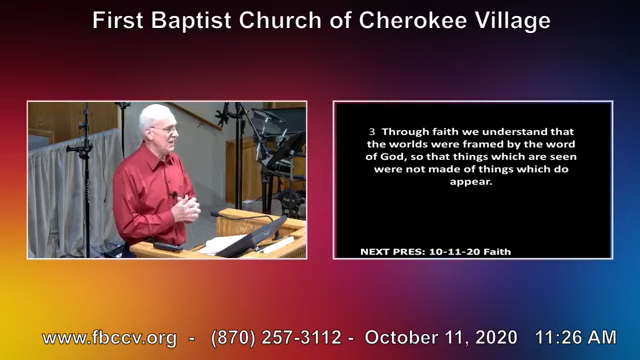 First Baptist Church of Cherokee Village
3 Through faith we understand that
the worlds were framed by the word
of God, so that things which are seen
were not made of things which do
appear.
NEXT PRES: 10-11-20 Faith
www.fbccv.org - (870) 257-3112 - October 11, 2020 11:26 AM